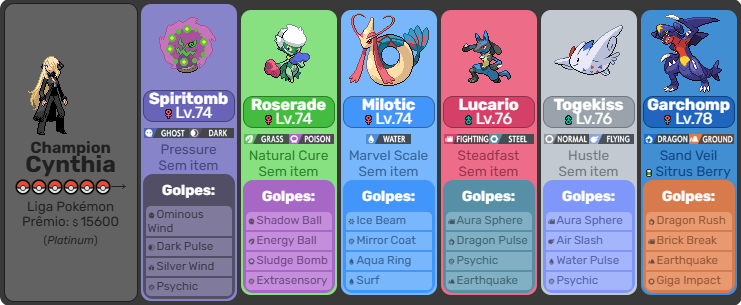 Champion
Cynthia
Liga Pokémon
Prêmio: $ 15600
(Platinum)
Spiritomb
Lv.74
GHOST DARK
Pressure
Sem item
Golpes:
Ominous
Wind
Dark Pulse
Silver Wind
Psychic
Roserade
Lv.74
GRASS POISON
Natural Cure
Sem item
Golpes:
Shadow Ball
Energy Ball
Sludge Bomb
Extrasensory
Milotic
Lv.74
WATER
Marvel Scale
Sem item
Golpes:
Ice Beam
Mirror Coat
Aqua Ring
Surf
Lucario
Lv.76
FIGHTING STEEL
Steadfast
Sem item
Golpes:
Aura Sphere
Dragon Pulse
Psychic
Earthquake
Togekiss
Lv.76
NORMAL FLYING
Hustle
Sem item
Golpes:
Aura Sphere
Air Slash
Water Pulse
Psychic
Garchomp
Lv.78
DRAGON GROUND
Sand Veil
Sitrus Berry
Golpes:
Dragon Rush
Brick Break
Earthquake
Giga Impact